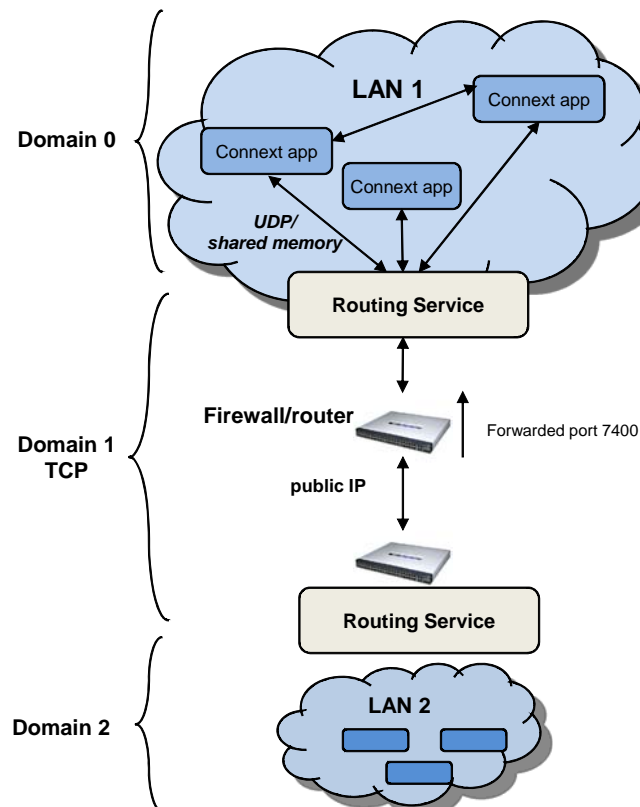 LAN 1
Connext app
Domain 0
Connext app
Connext app
UDP/
shared memory
Routing Service
Firewall/router
Forwarded port 7400
Domain 1
TCP
public IP
Routing Service
LAN 2
Domain 2